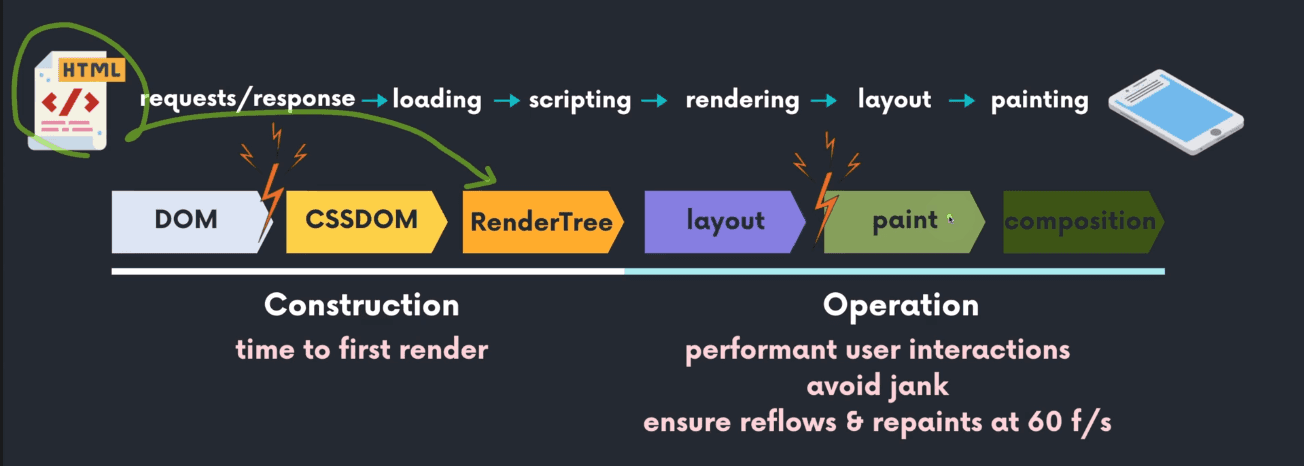 HTML
requests/response → loading → scripting → rendering → layout → painting
DOM CSSDOM RenderTree layout paint composition
Construction Operation
time to first render performant user interactions
avoid jank
ensure reflows & repaints at 60 f/s